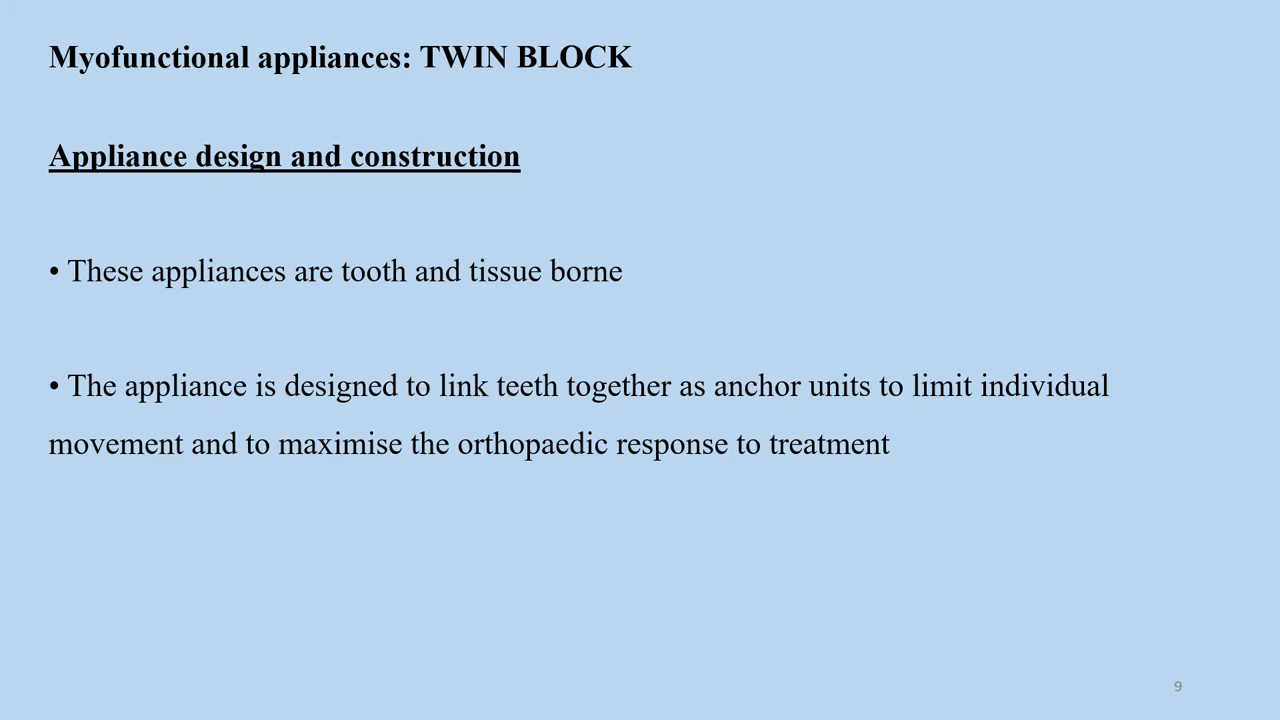 Myofunctional appliances: TWIN BLOCK
Appliance design and construction
• These appliances are tooth and tissue borne
• The appliance is designed to link teeth together as anchor units to limit individual
movement and to maximise the orthopaedic response to treatment
9